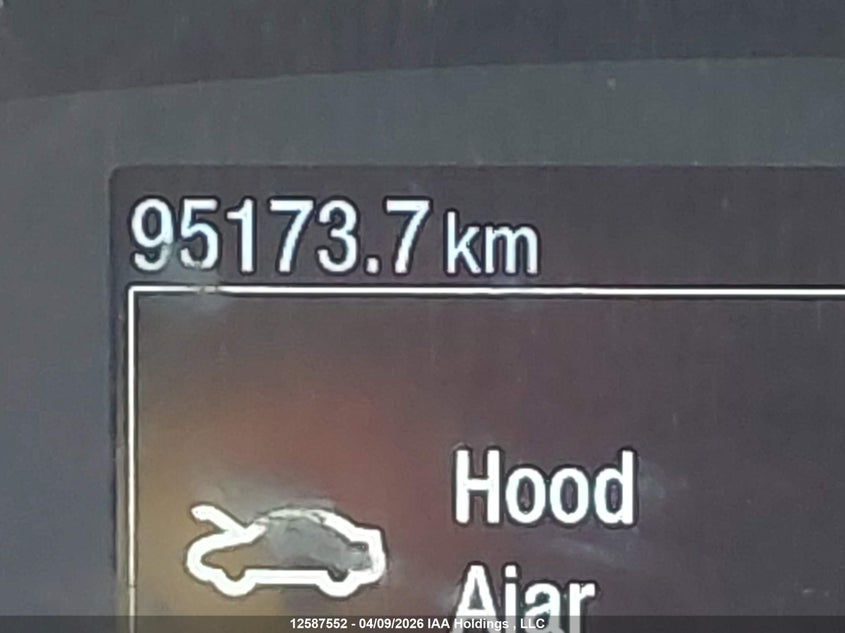 95173.7 km
Hood
Ajar
12587552 - 04/09/2026 IAA Holdings , LLC